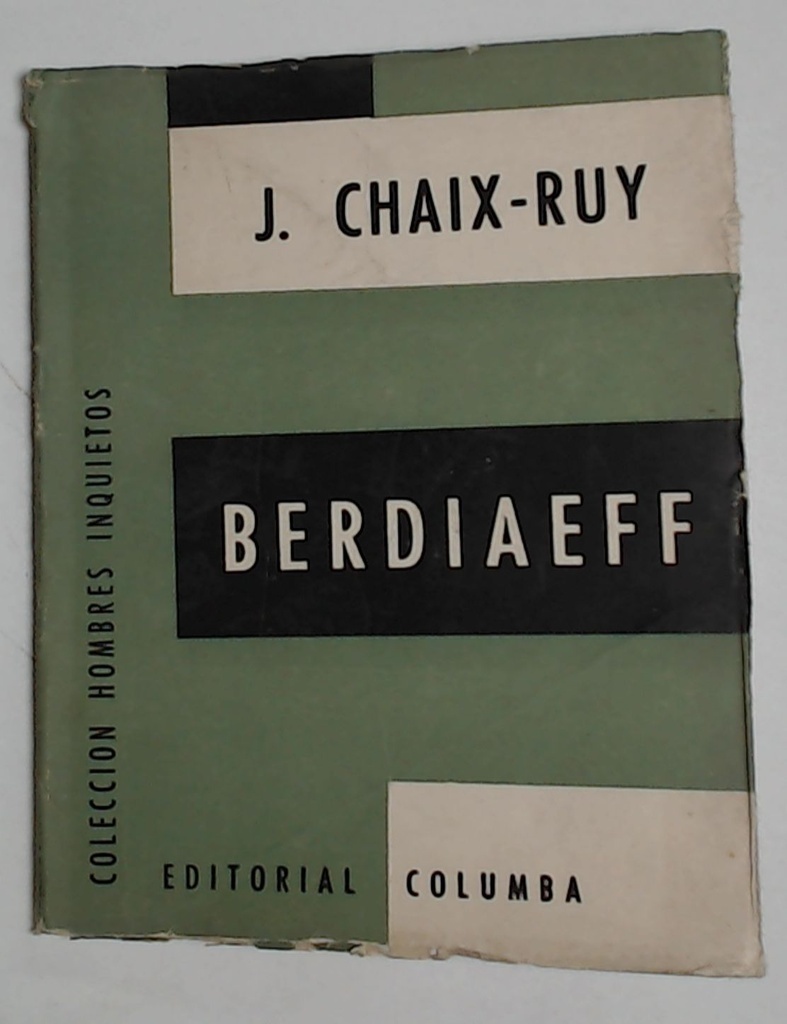 J. CHAIX-RUY
BERDIAEFF
COLECCION HOMBRES INQUIETOS
EDITORIAL COLUMBA